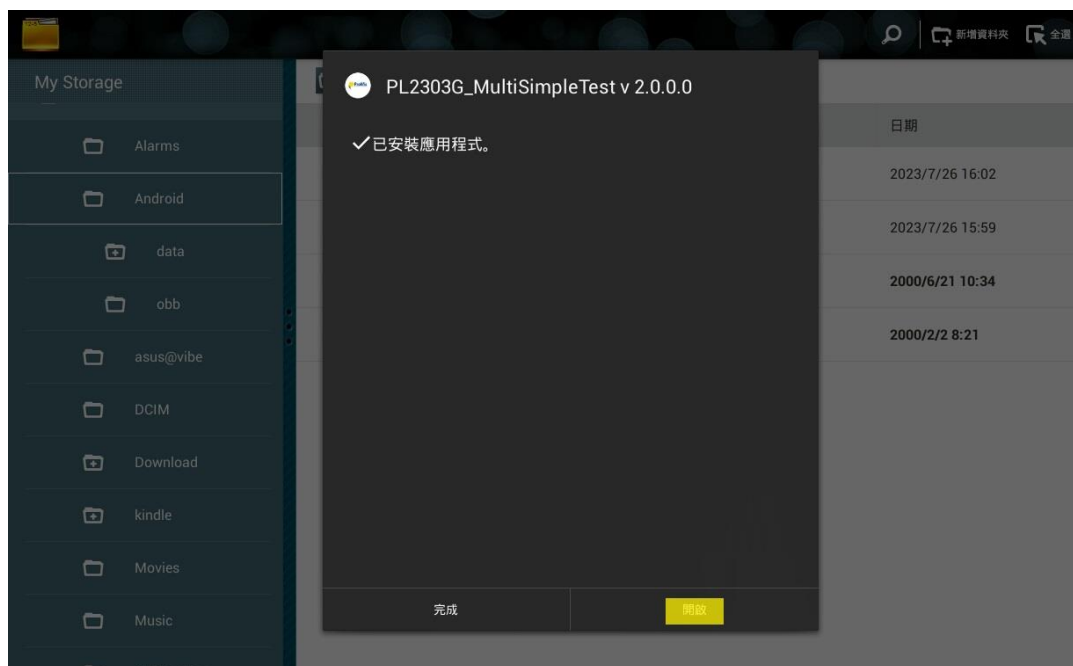 新增資料夾
全選
My Storage
PL2303G_MultiSimpleTest v 2.0.0.0
日期
已安裝應用程式。
Alarms
2023/7/26 16:02
Android
2023/7/26 15:59
data
2000/6/21 10:34
obb
2000/2/2 8:21
asus@vibe
DCIM
Download
kindle
Movies
完成
開啟
Music